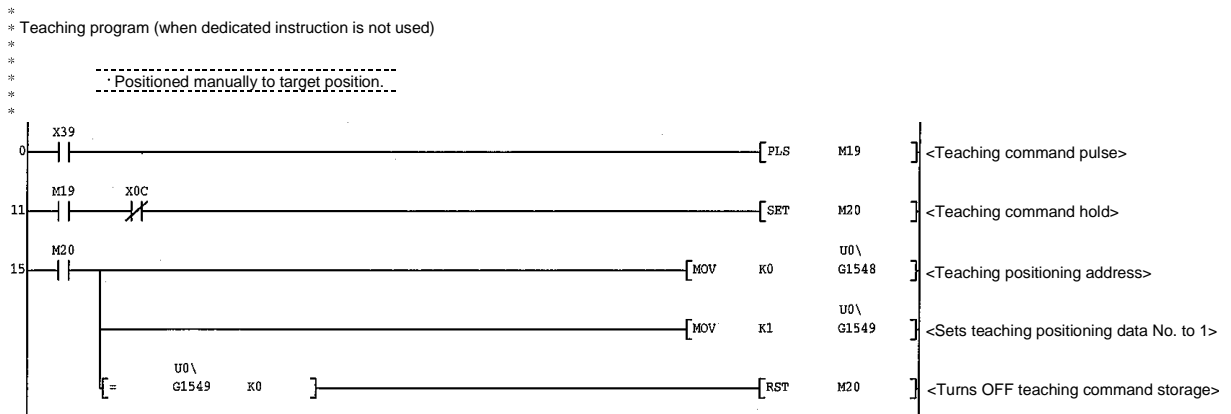 *
* Teaching program (when dedicated instruction is not used)
*
*
* · Positioned manually to target position.
*
*
X39
0 [PLS M19 ] <Teaching command pulse>
M19 X0C
11 [SET M20 ] <Teaching command hold>
M20 U0\
15 [MOV K0 G1548 ] <Teaching positioning address>
U0\
[MOV K1 G1549 ] <Sets teaching positioning data No. to 1>
U0\
[= G1549 K0 ] [RST M20 ] <Turns OFF teaching command storage>